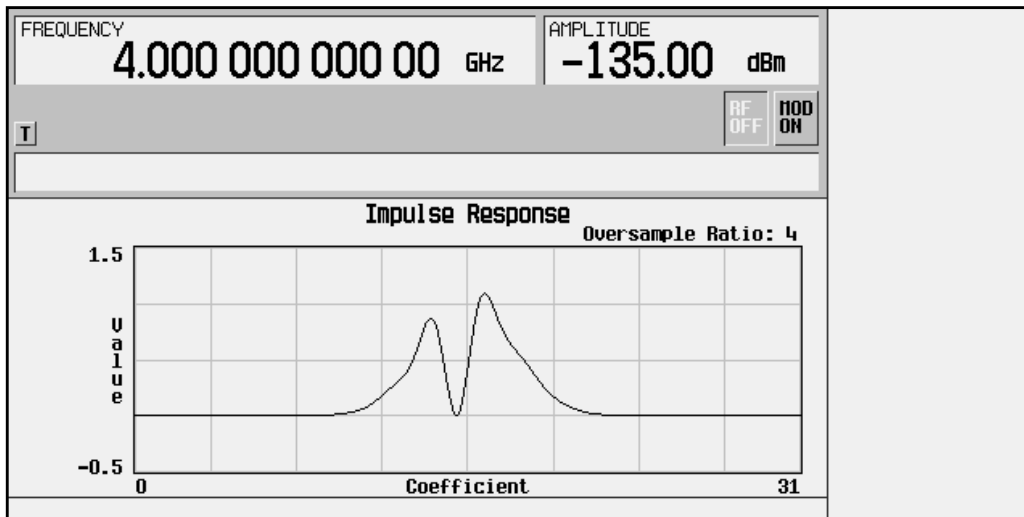 FREQUENCY
4.000 000 000 00 GHz
AMPLITUDE
-135.00 dBm
RF OFF
MOD ON
T
Impulse Response
Oversample Ratio: 4
1.5
Value
-0.5
0
Coefficient
31